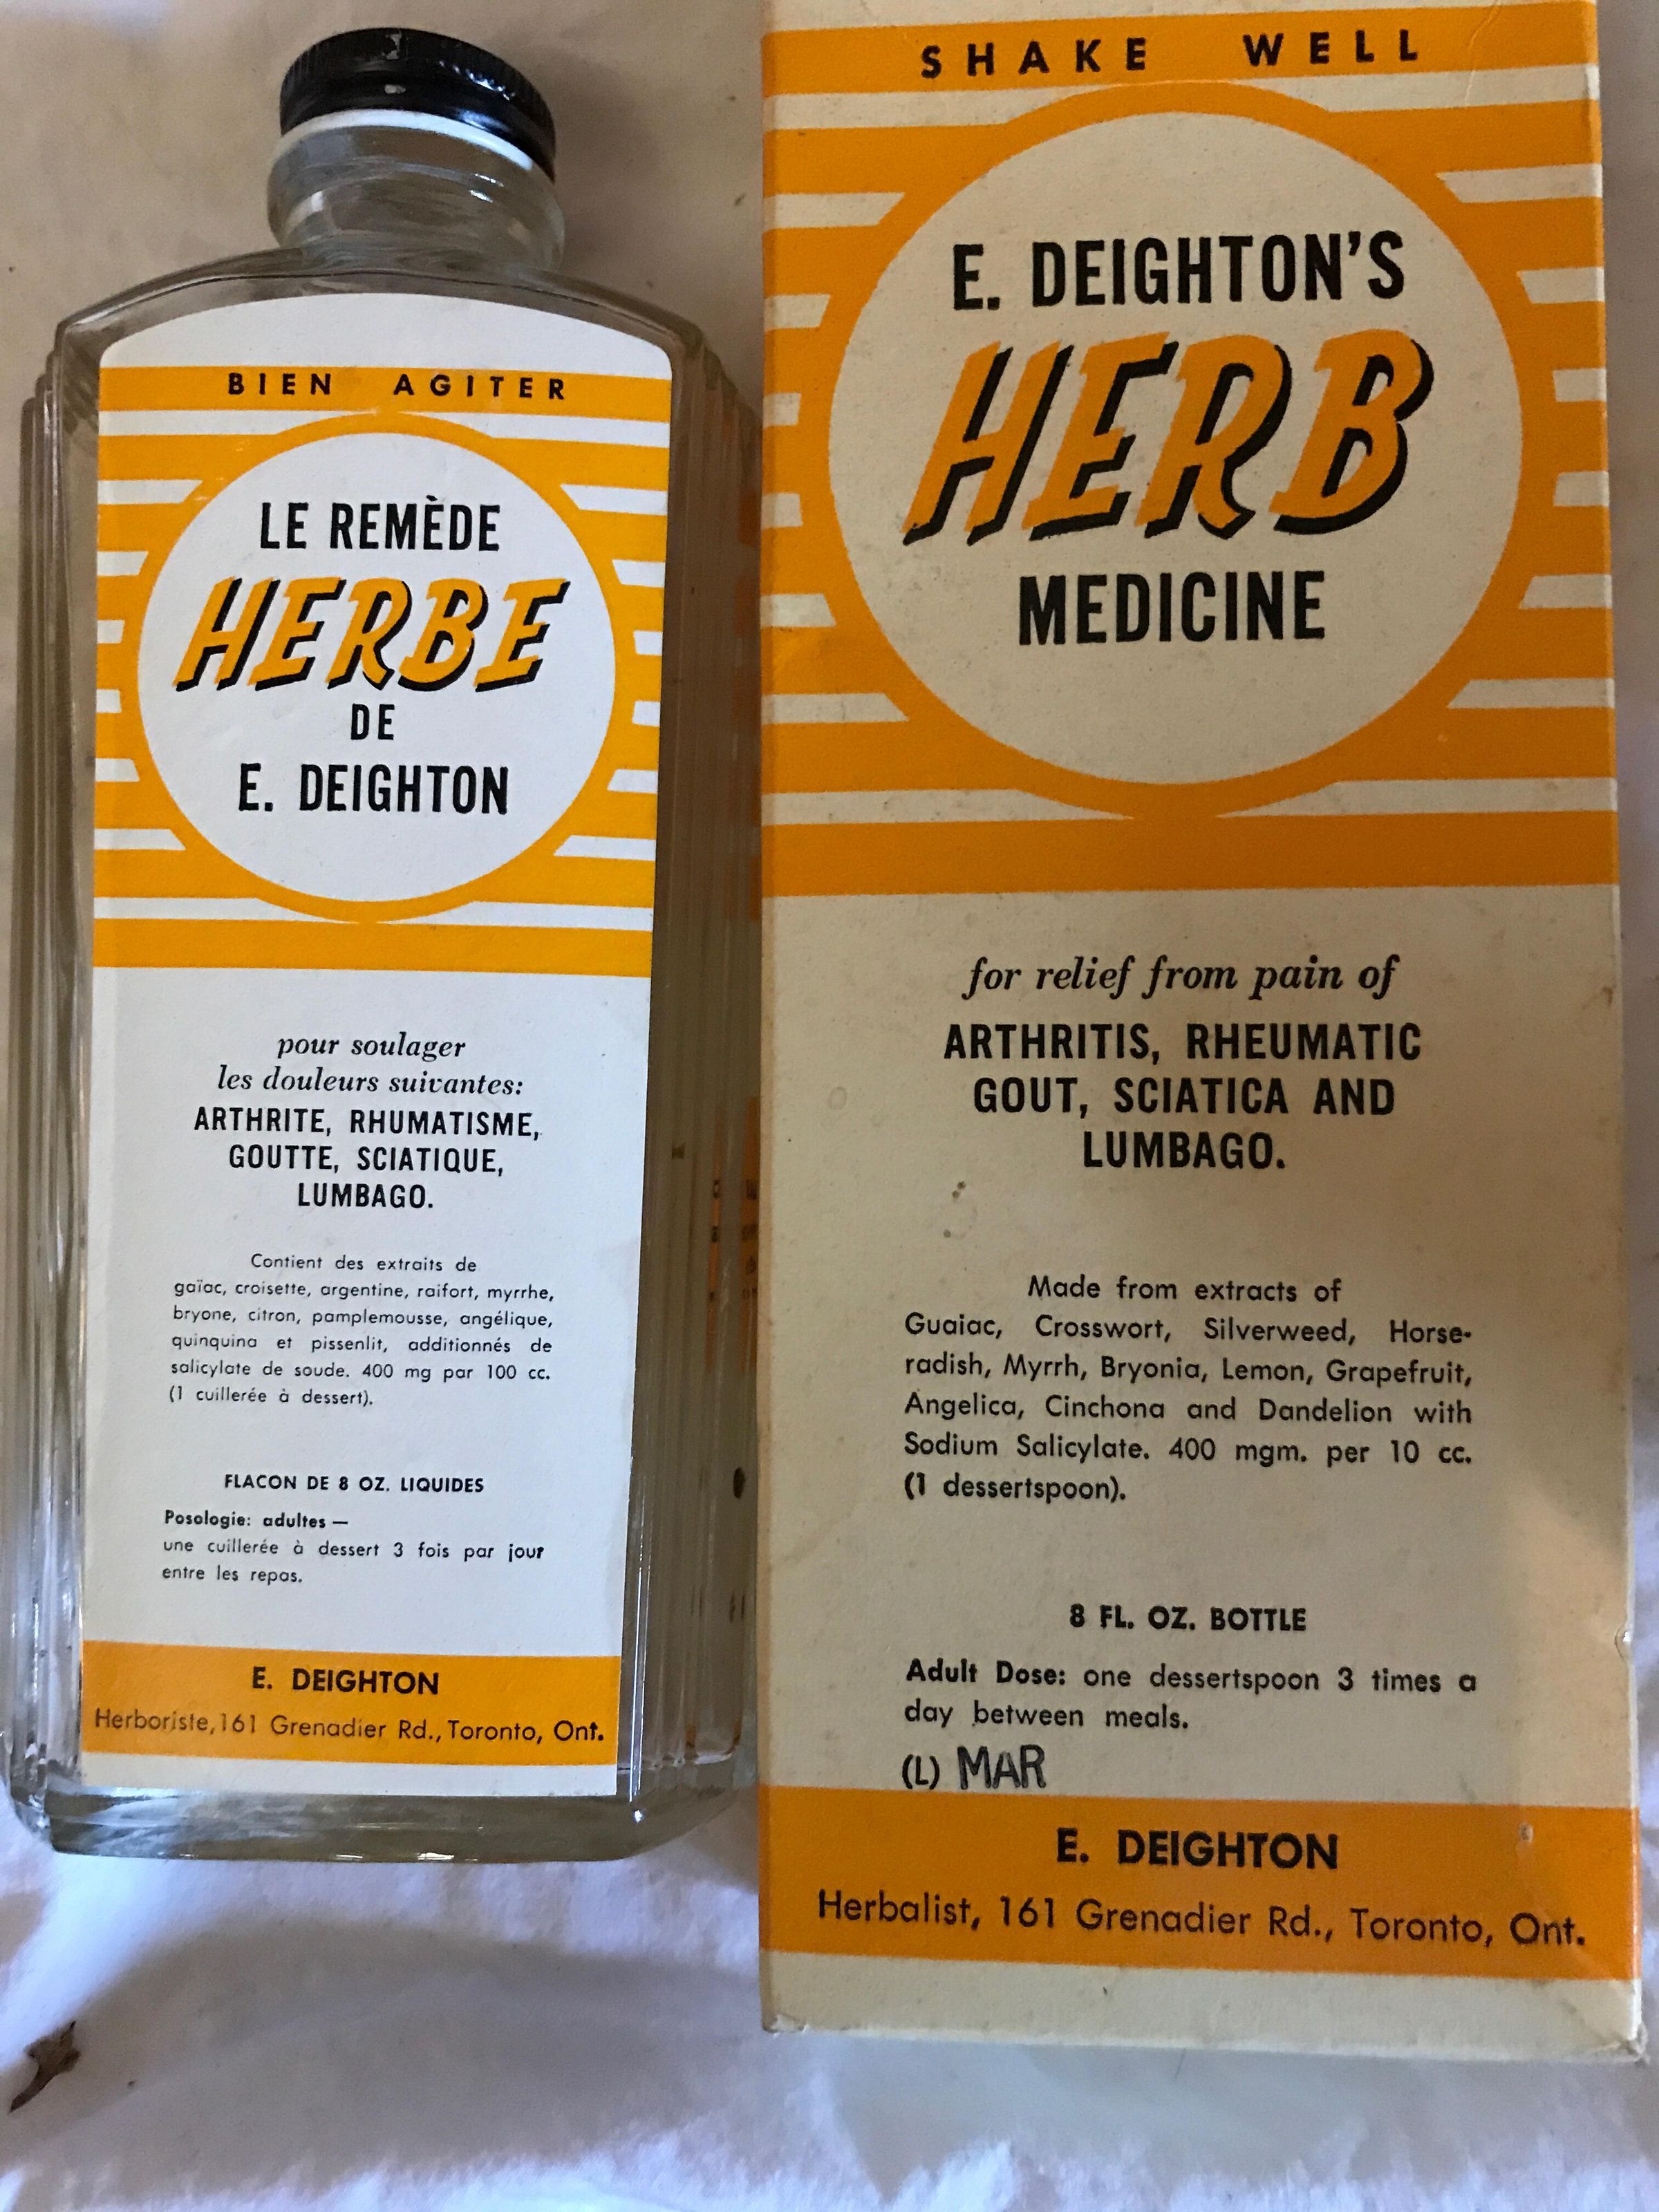 BIEN AGITER
LE REMÈDE
HERBE
DE
E. DEIGHTON
pour soulager
les douleurs suivantes:
ARTHRITE, RHUMATISME,
GOUTTE, SCIATIQUE,
LUMBAGO.
Contient des extraits de
gaïac, croisette, argentine, raifort, myrrhe,
bryone, citron, pamplemousse, angélique,
quinquina et pissenlit, additionnés de
salicylate de soude. 400 mg par 100 cc.
(1 cuillerée à dessert).
FLACON DE 8 OZ. LIQUIDES
Posologie: adultes —
une cuillerée à dessert 3 fois par jour
entre les repas.
E. DEIGHTON
Herboriste, 161 Grenadier Rd., Toronto, Ont.
SHAKE WELL
E. DEIGHTON'S
HERB
MEDICINE
for relief from pain of
ARTHRITIS, RHEUMATIC
GOUT, SCIATICA AND
LUMBAGO.
Made from extracts of
Guaiac, Crosswort, Silverweed, Horse-
radish, Myrrh, Bryonia, Lemon, Grapefruit,
Angelica, Cinchona and Dandelion with
Sodium Salicylate. 400 mgm. per 10 cc.
(1 dessertspoon).
8 FL. OZ. BOTTLE
Adult Dose: one dessertspoon 3 times a
day between meals.
(L) MAR
E. DEIGHTON
Herbalist, 161 Grenadier Rd., Toronto, Ont.